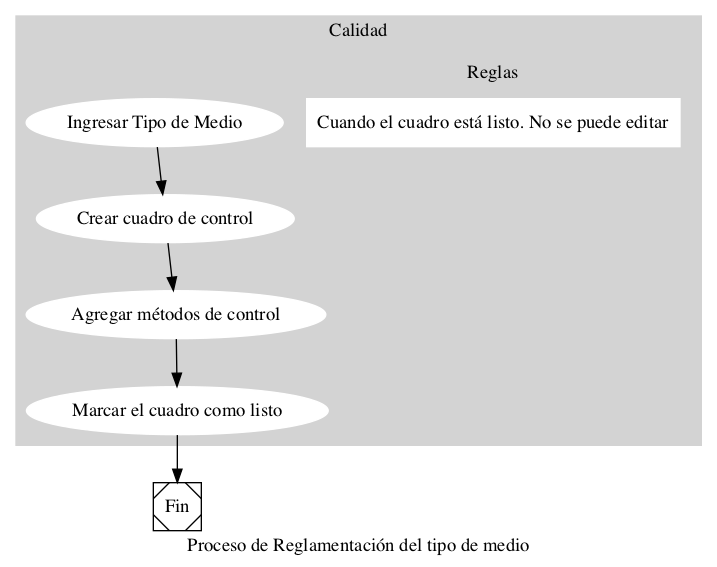 Calidad
Reglas
Ingresar Tipo de Medio
Cuando el cuadro está listo. No se puede editar
Crear cuadro de control
Agregar métodos de control
Marcar el cuadro como listo
Fin
Proceso de Reglamentación del tipo de medio